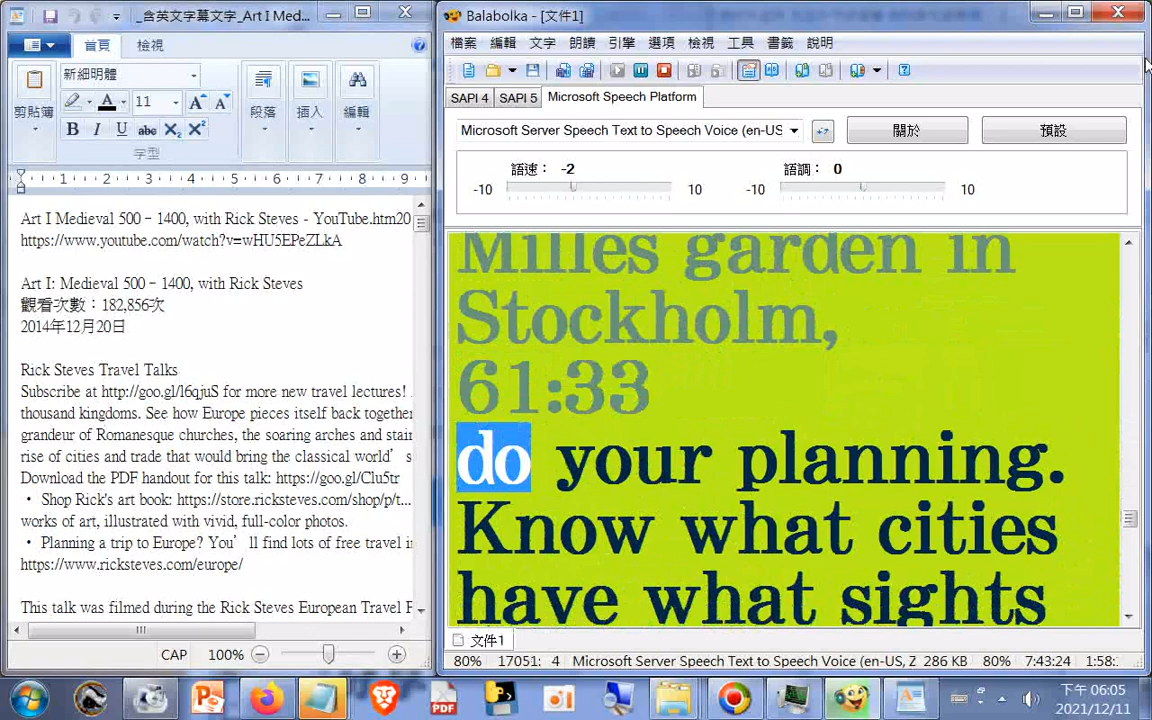 _含英文字幕文字_Art I Med...
首頁
檢視
剪貼簿
新細明體
11
B I U abc X₂ X²
字型
段落
插入
編輯
1 2 3 4 5 6 7 8 9
Art I Medieval 500－1400, with Rick Steves - YouTube.htm20
https://www.youtube.com/watch?v=wHU5EPeZLkA
Art I: Medieval 500－1400, with Rick Steves
觀看次數：182,856次
2014年12月20日
Rick Steves Travel Talks
Subscribe at http://goo.gl/l6qjuS for more new travel lectures!
thousand kingdoms. See how Europe pieces itself back together
grandeur of Romanesque churches, the soaring arches and stai
rise of cities and trade that would bring the classical world’s
Download the PDF handout for this talk: https://goo.gl/Clu5tr
• Shop Rick's art book: https://store.ricksteves.com/shop/p/t...
works of art, illustrated with vivid, full-color photos.
• Planning a trip to Europe? You’ll find lots of free travel i
https://www.ricksteves.com/europe/
This talk was filmed during the Rick Steves European Travel F
CAP 100%
Balabolka - [文件1]
檔案 編輯 文字 朗讀 引擎 選項 檢視 工具 書籤 說明
SAPI 4 SAPI 5 Microsoft Speech Platform
Microsoft Server Speech Text to Speech Voice (en-US
關於
預設
語速： -2
-10 10
語調： 0
-10 10
Milles garden in
Stockholm,
61:33
do your planning.
Know what cities
have what sights
文件1
80% 17051: 4 Microsoft Server Speech Text to Speech Voice (en-US, Z 286 KB 80% 7:43:24 1:58:
下午 06:05
2021/12/11